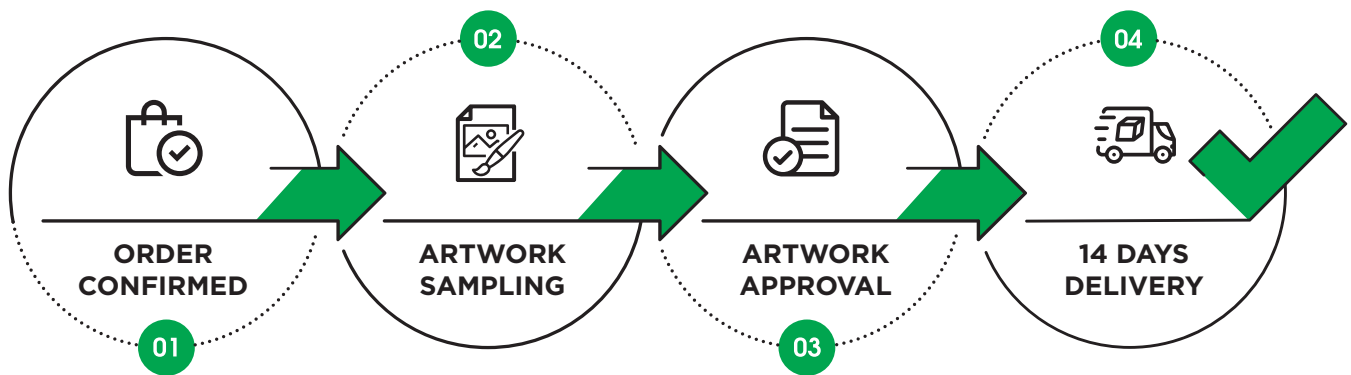 01
ORDER
CONFIRMED
02
ARTWORK
SAMPLING
03
ARTWORK
APPROVAL
04
14 DAYS
DELIVERY